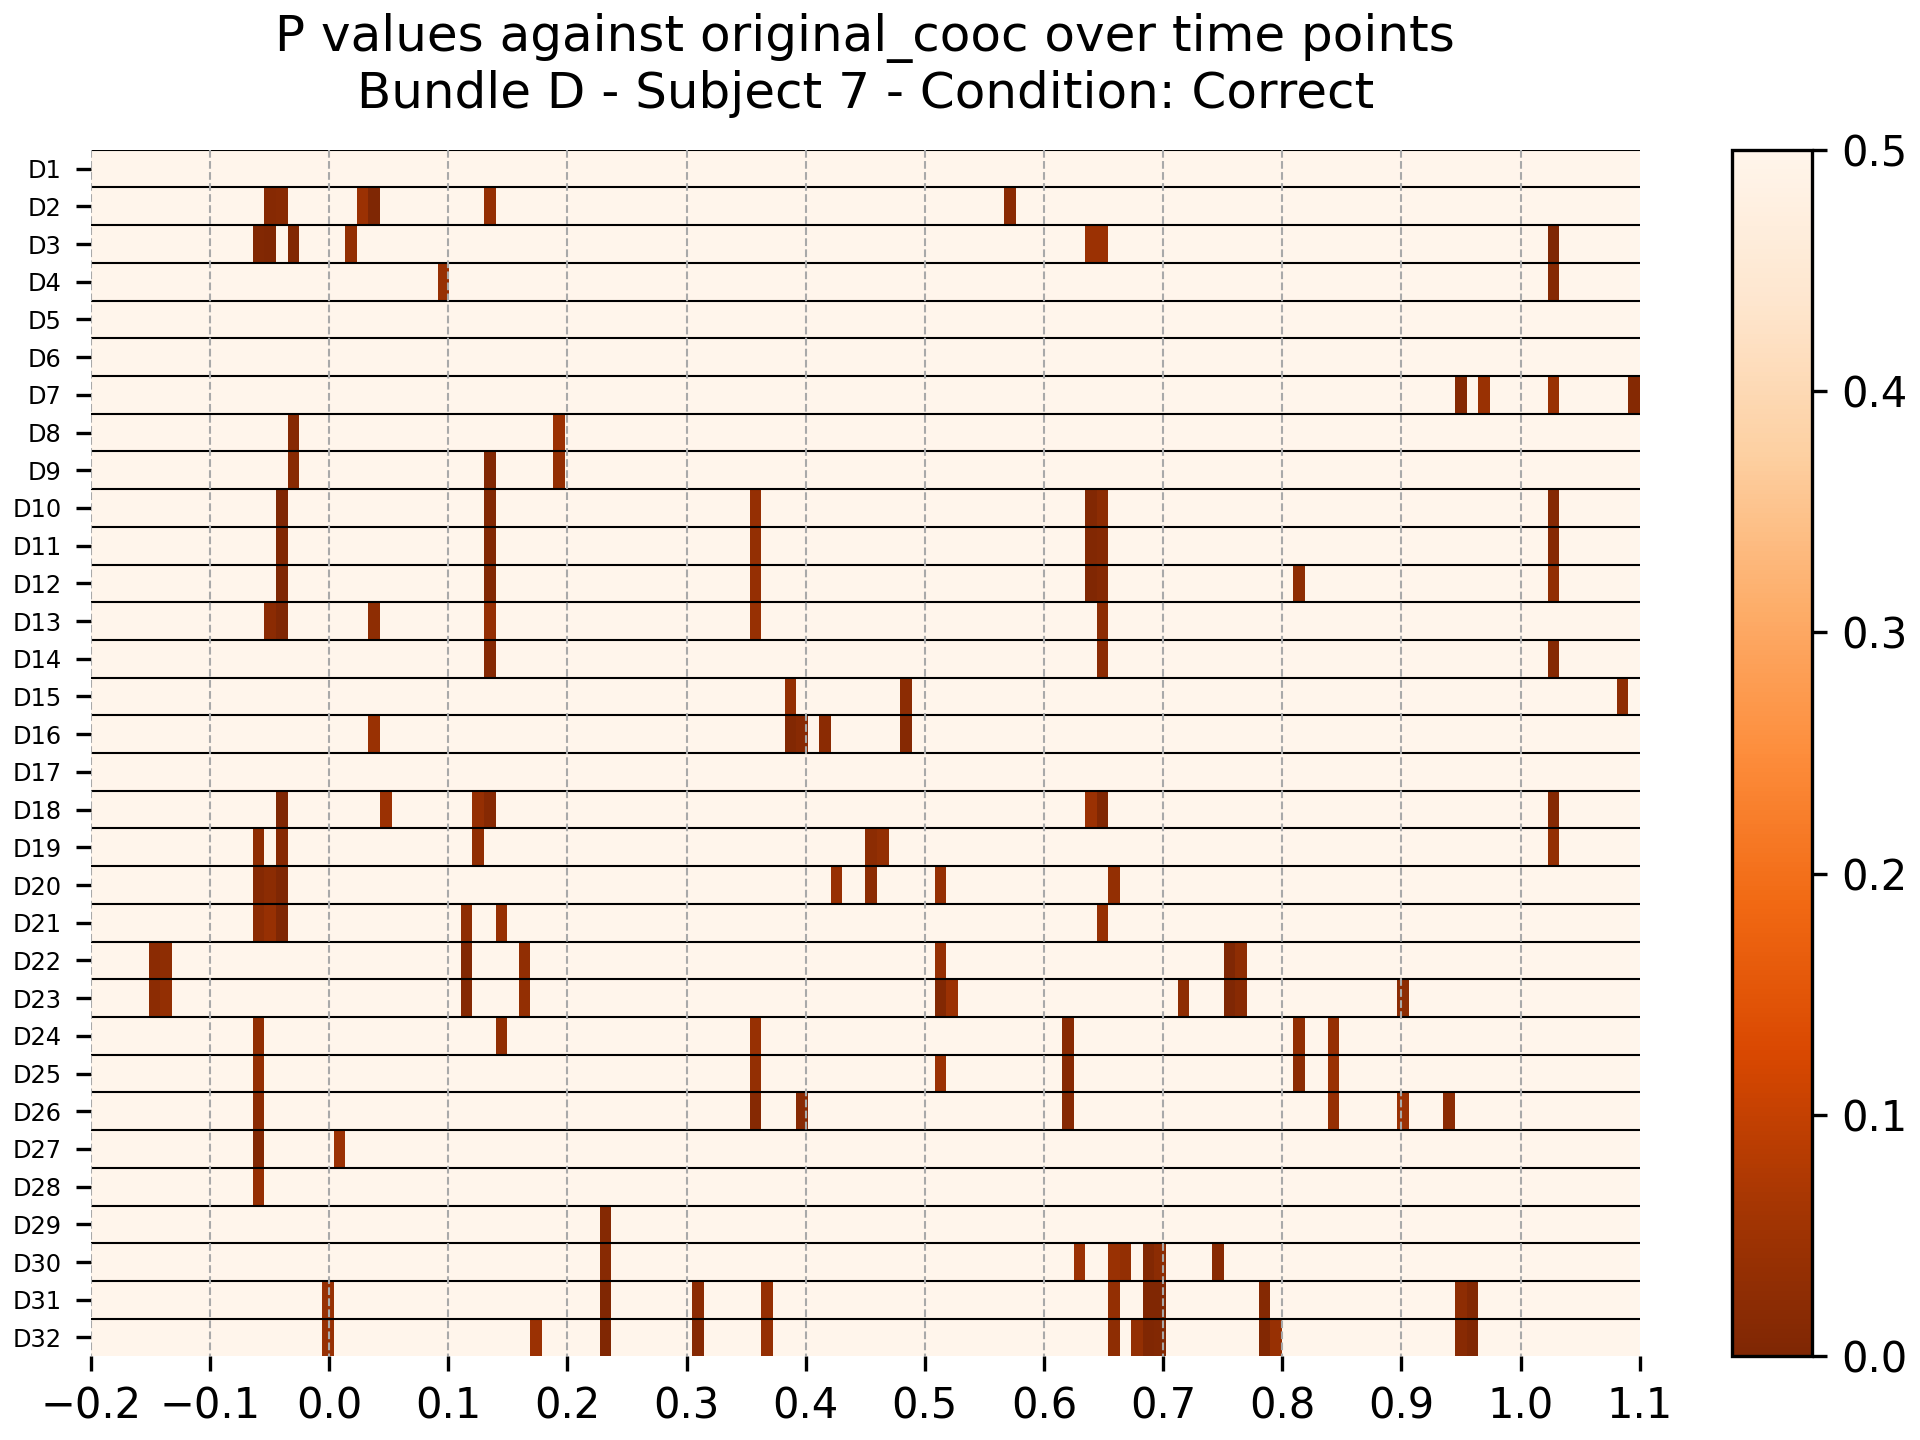 P values against original_cooc over time points
Bundle D - Subject 7 - Condition: Correct
D1
D2
D3
D4
D5
D6
D7
D8
D9
D10
D11
D12
D13
D14
D15
D16
D17
D18
D19
D20
D21
D22
D23
D24
D25
D26
D27
D28
D29
D30
D31
D32
−0.2 −0.1 0.0 0.1 0.2 0.3 0.4 0.5 0.6 0.7 0.8 0.9 1.0 1.1
0.5
0.4
0.3
0.2
0.1
0.0